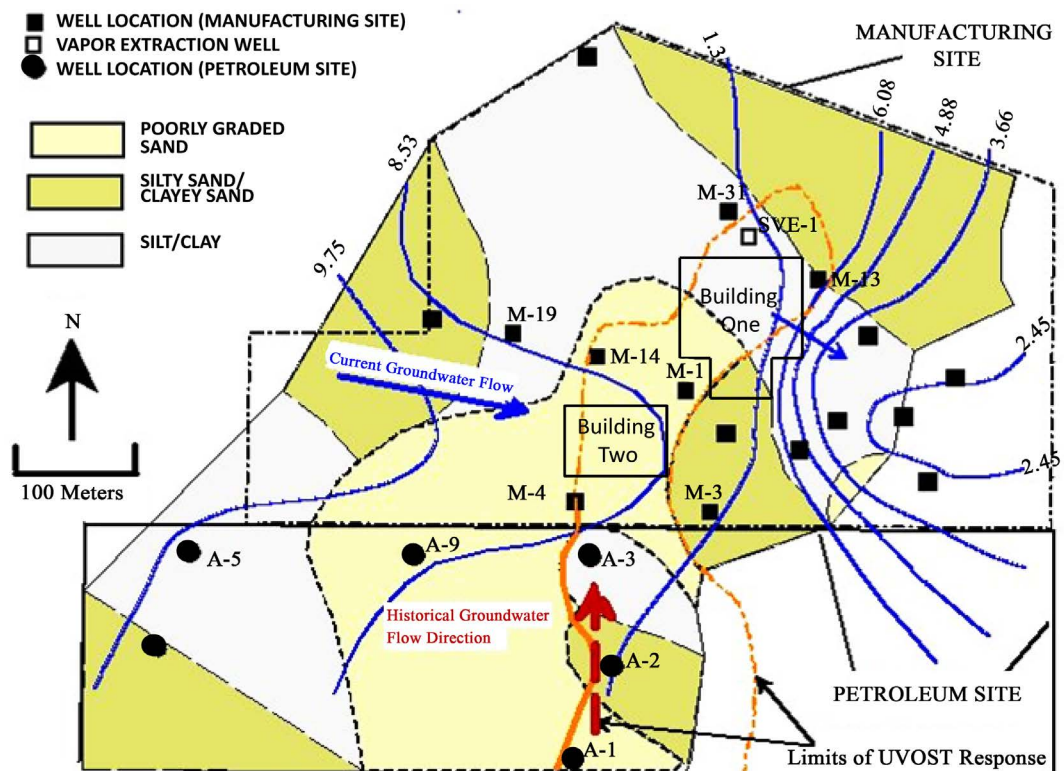 WELL LOCATION (MANUFACTURING SITE)
VAPOR EXTRACTION WELL
WELL LOCATION (PETROLEUM SITE)
POORLY GRADED
SAND
SILTY SAND/
CLAYEY SAND
SILT/CLAY
MANUFACTURING
SITE
1.3
6.08
4.88
3.66
8.53
9.75
M-31
SVE-1
M-13
N
M-19
Building
One
M-14
Current Groundwater Flow
M-1
2.45
Building
Two
100 Meters
2.45
M-4
M-3
A-5
A-9
A-3
Historical Groundwater
Flow Direction
A-2
PETROLEUM SITE
A-1
Limits of UVOST Response